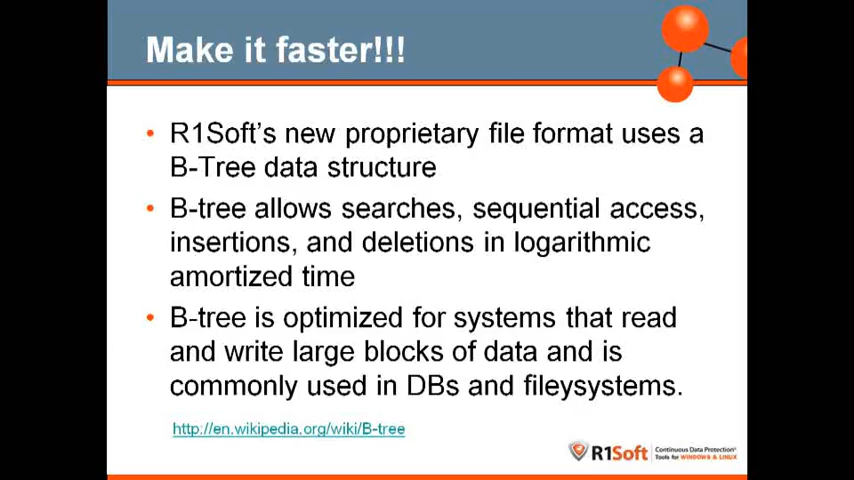 Make it faster!!!
R1Soft's new proprietary file format uses a
B-Tree data structure
B-tree allows searches, sequential access,
insertions, and deletions in logarithmic
amortized time
B-tree is optimized for systems that read
and write large blocks of data and is
commonly used in DBs and fileysystems.
http://en.wikipedia.org/wiki/B-tree
R1Soft
Continuous Data Protection®
Tools for WINDOWS & LINUX